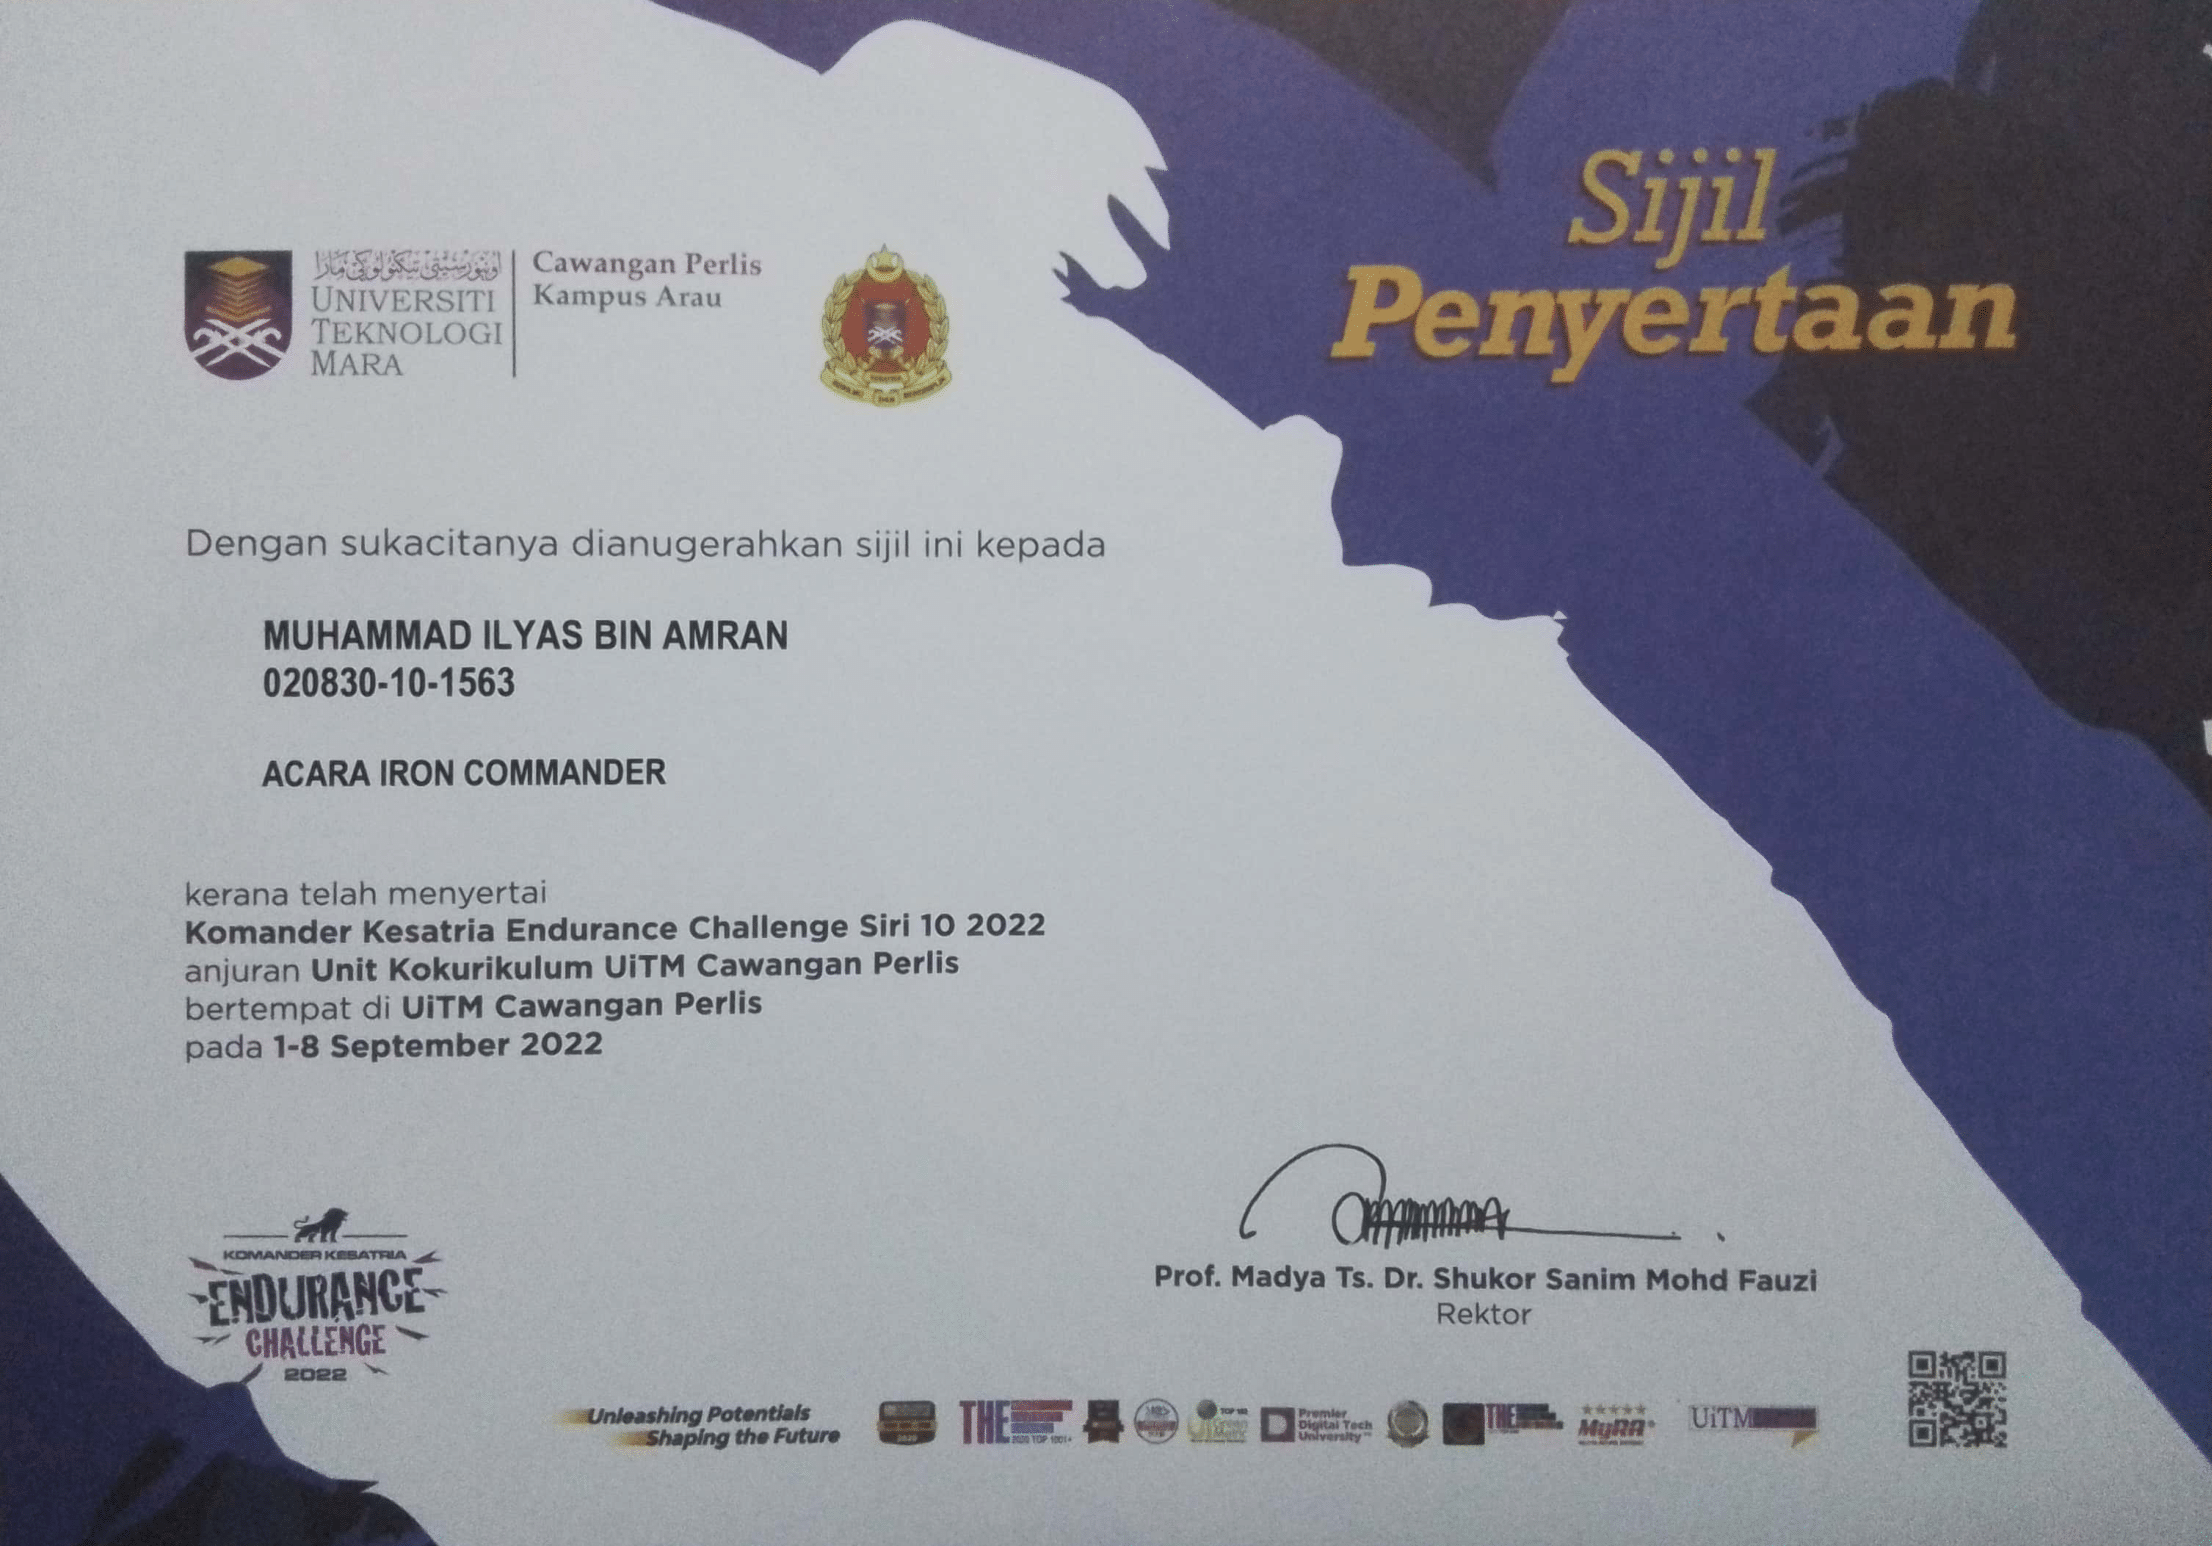 Sijil
Penyertaan
UNIVERSITI
TEKNOLOGI
MARA
Cawangan Perlis
Kampus Arau
Dengan sukacitanya dianugerahkan sijil ini kepada
MUHAMMAD ILYAS BIN AMRAN
020830-10-1563
ACARA IRON COMMANDER
kerana telah menyertai
Komander Kesatria Endurance Challenge Siri 10 2022
anjuran Unit Kokurikulum UiTM Cawangan Perlis
bertempat di UiTM Cawangan Perlis
pada 1-8 September 2022
Prof. Madya Ts. Dr. Shukor Sanim Mohd Fauzi
Rektor
KOMANDER KESATRIA
ENDURANCE
CHALLENGE
2022
Unleashing Potentials
Shaping the Future
THE
Premier
Digital Tech
University
THE
MyRA
UiTM